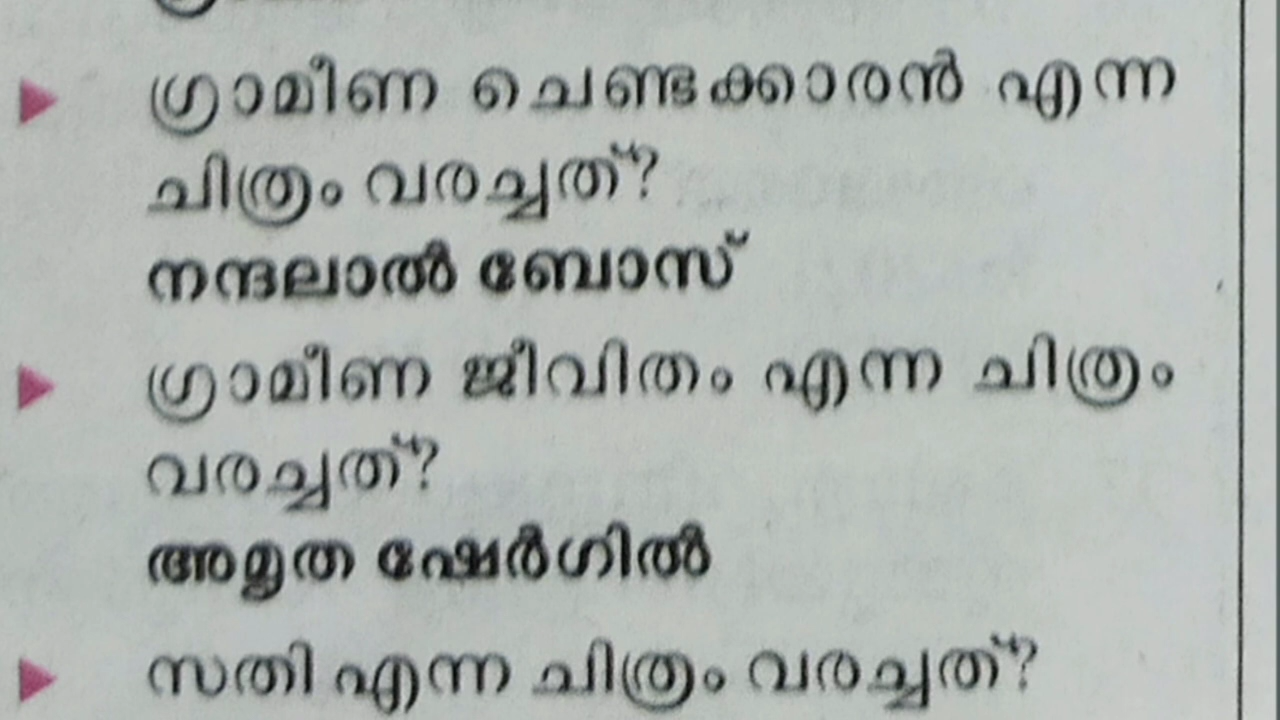 ഗ്രാമീണ ചെണ്ടക്കാരൻ എന്ന
ചിത്രം വരച്ചത്?
നന്ദലാൽ ബോസ്
ഗ്രാമീണ ജീവിതം എന്ന ചിത്രം
വരച്ചത്?
അമൃത ഷേർഗിൽ
സതി എന്ന ചിത്രം വരച്ചത്?